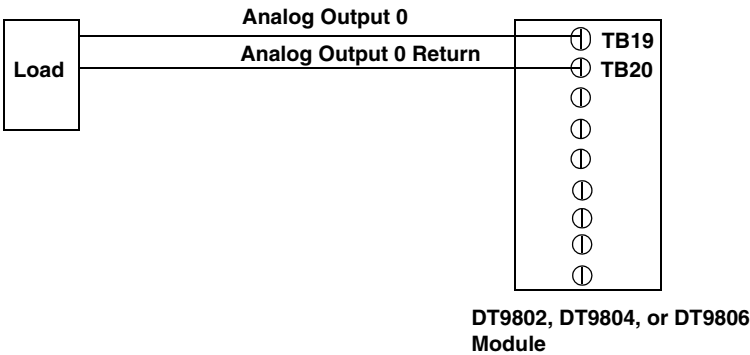 Analog Output 0
TB19
Analog Output 0 Return
Load
TB20
DT9802, DT9804, or DT9806
Module